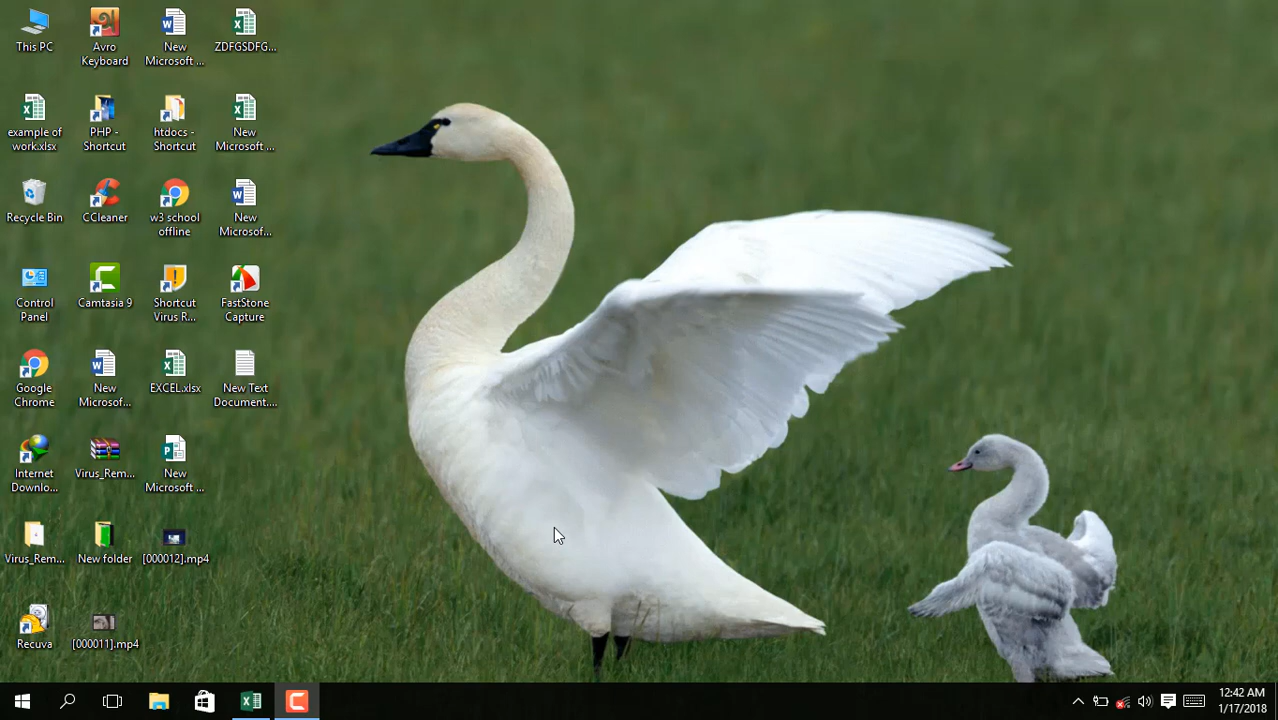 This PC
Avro
Keyboard
New
Microsoft ...
ZDFGSDFG...
example of
work.xlsx
PHP -
Shortcut
htdocs -
Shortcut
New
Microsoft ...
Recycle Bin
CCleaner
w3 school
offline
New
Microsof...
Control
Panel
Camtasia 9
Shortcut
Virus R...
FastStone
Capture
Google
Chrome
New
Microsof...
EXCEL.xlsx
New Text
Document....
Internet
Downlo...
Virus_Rem...
New
Microsoft ...
Virus_Rem...
New folder
[000012].mp4
Recuva
[000011].mp4
12:42 AM
1/17/2018